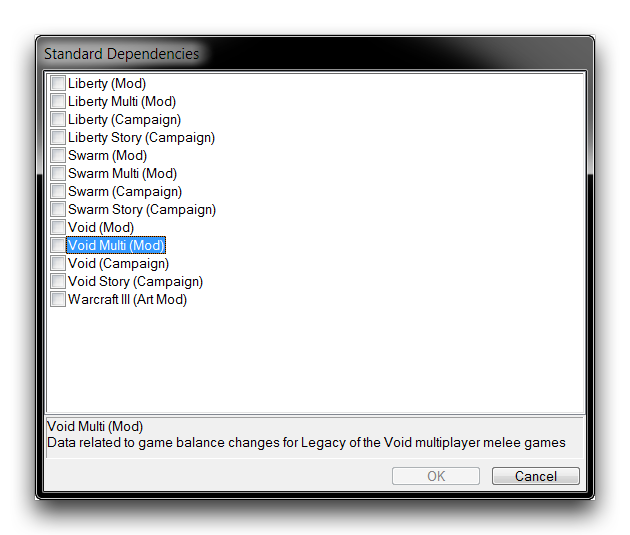 Standard Dependencies
Liberty (Mod)
Liberty Multi (Mod)
Liberty (Campaign)
Liberty Story (Campaign)
Swarm (Mod)
Swarm Multi (Mod)
Swarm (Campaign)
Swarm Story (Campaign)
Void (Mod)
Void Multi (Mod)
Void (Campaign)
Void Story (Campaign)
Warcraft III (Art Mod)
Void Multi (Mod)
Data related to game balance changes for Legacy of the Void multiplayer melee games
OK Cancel